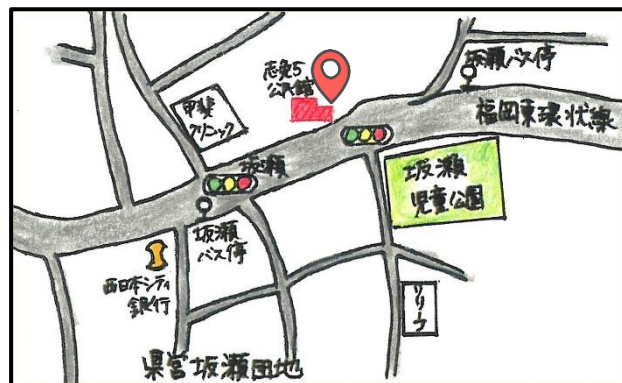 志免5
公民館
坂瀬バス停
甲斐
クリニック
福岡東環状線
坂瀬
坂瀬
児童公園
坂瀬
バス停
西日本シティ
銀行
リリーフ
県営坂瀬団地